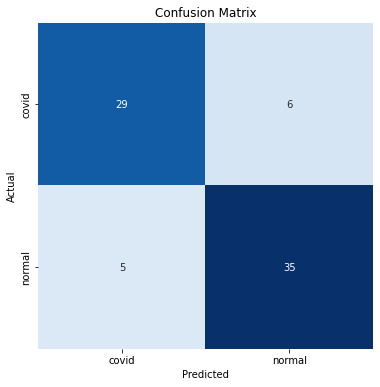 Confusion Matrix
Actual
covid
29 6
normal
5 35
covid normal
Predicted